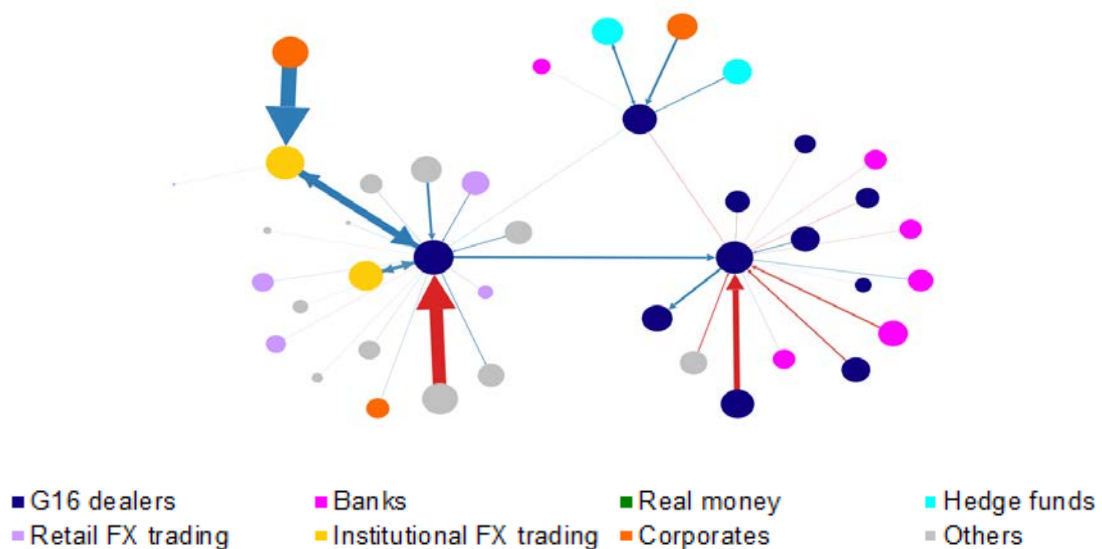 G16 dealers Banks Real money Hedge funds
Retail FX trading Institutional FX trading Corporates Others